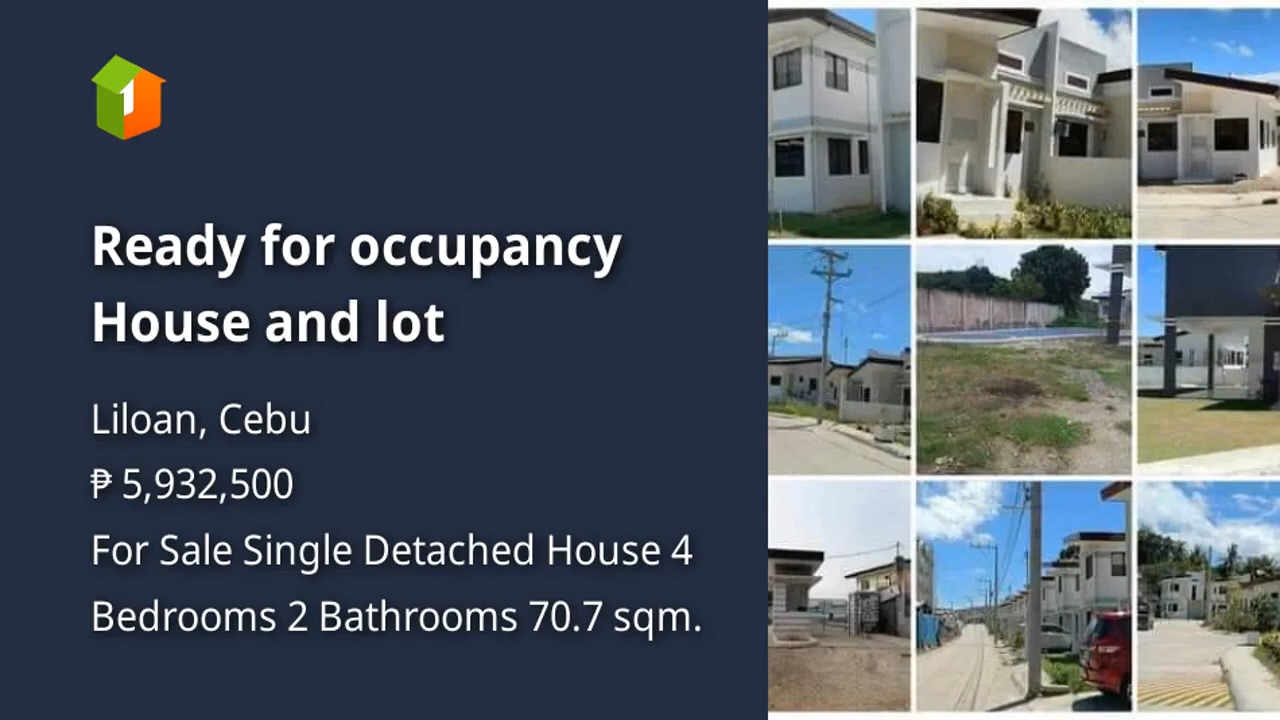 Ready for occupancy
House and lot
Liloan, Cebu
₱ 5,932,500
For Sale Single Detached House 4
Bedrooms 2 Bathrooms 70.7 sqm.